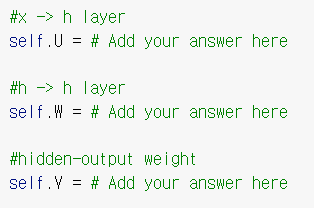 #x -> h layer
self.U = # Add your answer here
#h -> h layer
self.W = # Add your answer here
#hidden-output weight
self.V = # Add your answer here